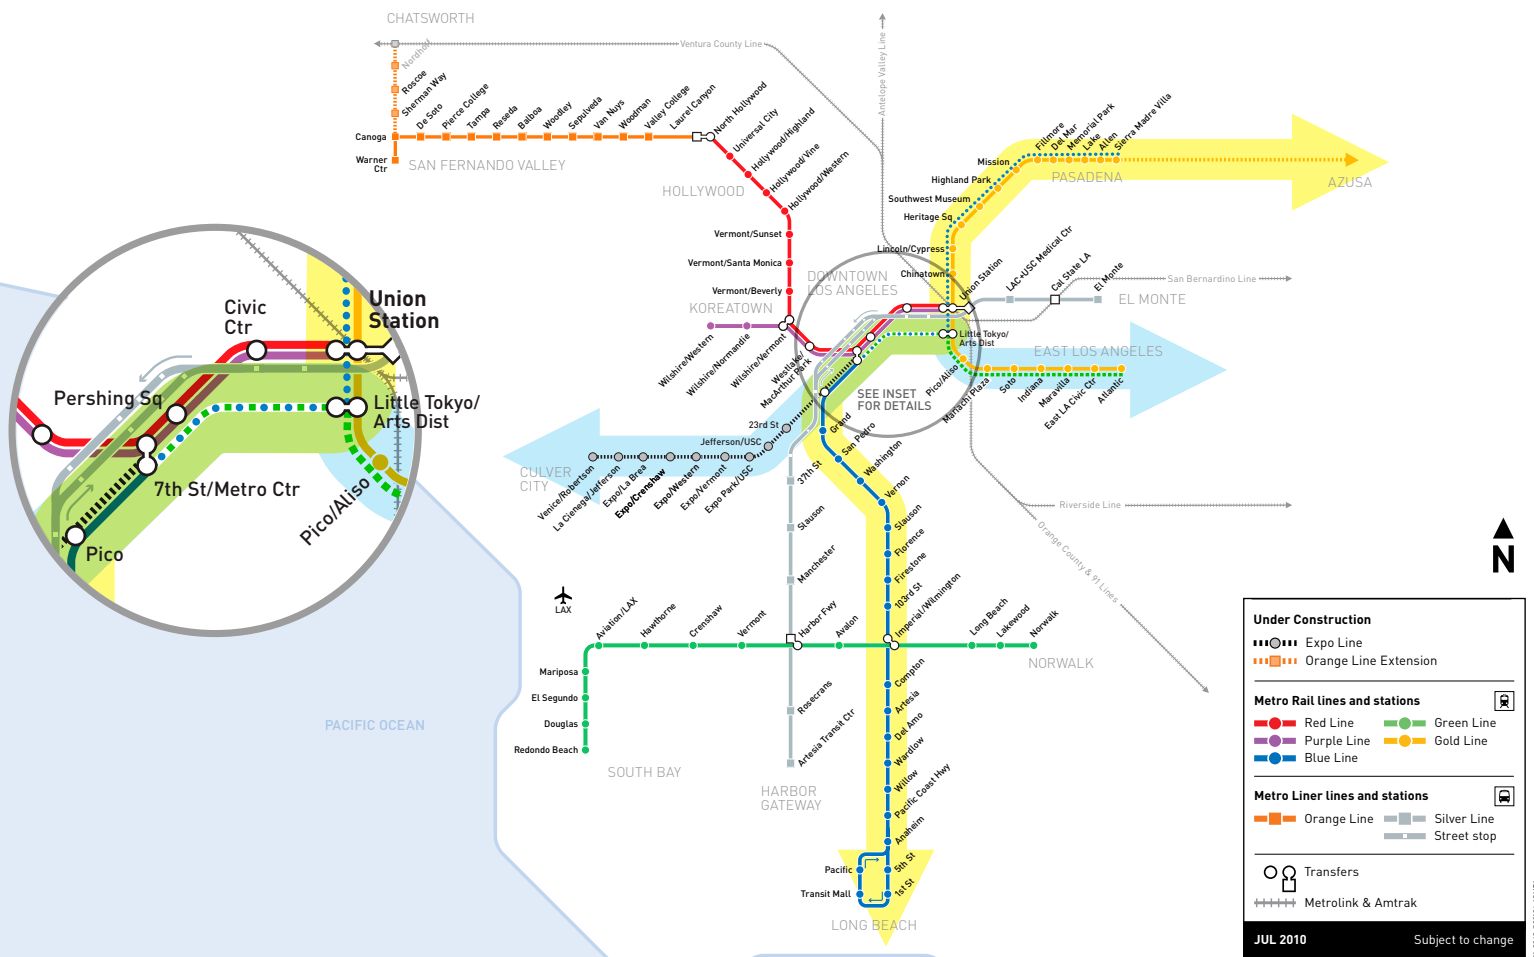 CHATSWORTH
Nordhoff
Roscoe
Sherman Way
Canoga
Warner
Ctr
De Soto
Pierce College
Tampa
Reseda
Balboa
Woodley
Sepulveda
Van Nuys
Woodman
Valley College
Laurel Canyon
North Hollywood
SAN FERNANDO VALLEY
Ventura County Line
Antelope Valley Line
Universal City
Hollywood/Highland
Hollywood/Vine
Hollywood/Western
HOLLYWOOD
Vermont/Sunset
Vermont/Santa Monica
Vermont/Beverly
KOREATOWN
Wilshire/Western
Wilshire/Normandie
Wilshire/Vermont
Westlake/
MacArthur Park
DOWNTOWN
LOS ANGELES
Fillmore
Del Mar
Memorial Park
Lake
Allen
Sierra Madre Villa
Mission
Highland Park
Southwest Museum
Heritage Sq
Lincoln/Cypress
Chinatown
PASADENA
AZUSA
Union Station
LAC+USC Medical Ctr
Cal State LA
El Monte
San Bernardino Line
EL MONTE
Little Tokyo/
Arts Dist
EAST LOS ANGELES
Pico/Aliso
Mariachi Plaza
Soto
Indiana
Maravilla
East LA Civic Ctr
Atlantic
SEE INSET
FOR DETAILS
Civic
Ctr
Union
Station
Pershing Sq
Little Tokyo/
Arts Dist
7th St/Metro Ctr
Pico/Aliso
Pico
23rd St
Jefferson/USC
CULVER
CITY
Venice/Robertson
La Cienega/Jefferson
Expo/La Brea
Expo/Crenshaw
Expo/Western
Expo/Vermont
Expo Park/USC
Grand
San Pedro
Washington
Vernon
Slauson
Florence
Firestone
103rd St
Imperial/Wilmington
37th St
Slauson
Manchester
Harbor Fwy
Rosecrans
Artesia Transit Ctr
HARBOR
GATEWAY
Riverside Line
Orange County & 91 Lines
LAX
Aviation/LAX
Hawthorne
Crenshaw
Vermont
Avalon
Long Beach
Lakewood
Norwalk
NORWALK
Mariposa
El Segundo
Douglas
Redondo Beach
SOUTH BAY
PACIFIC OCEAN
Compton
Artesia
Del Amo
Wardlow
Willow
Pacific Coast Hwy
Anaheim
5th St
1st St
Pacific
Transit Mall
LONG BEACH
N
Under Construction
Expo Line
Orange Line Extension
Metro Rail lines and stations
Red Line
Green Line
Purple Line
Gold Line
Blue Line
Metro Liner lines and stations
Orange Line
Silver Line
Street stop
Transfers
Metrolink & Amtrak
JUL 2010
Subject to change